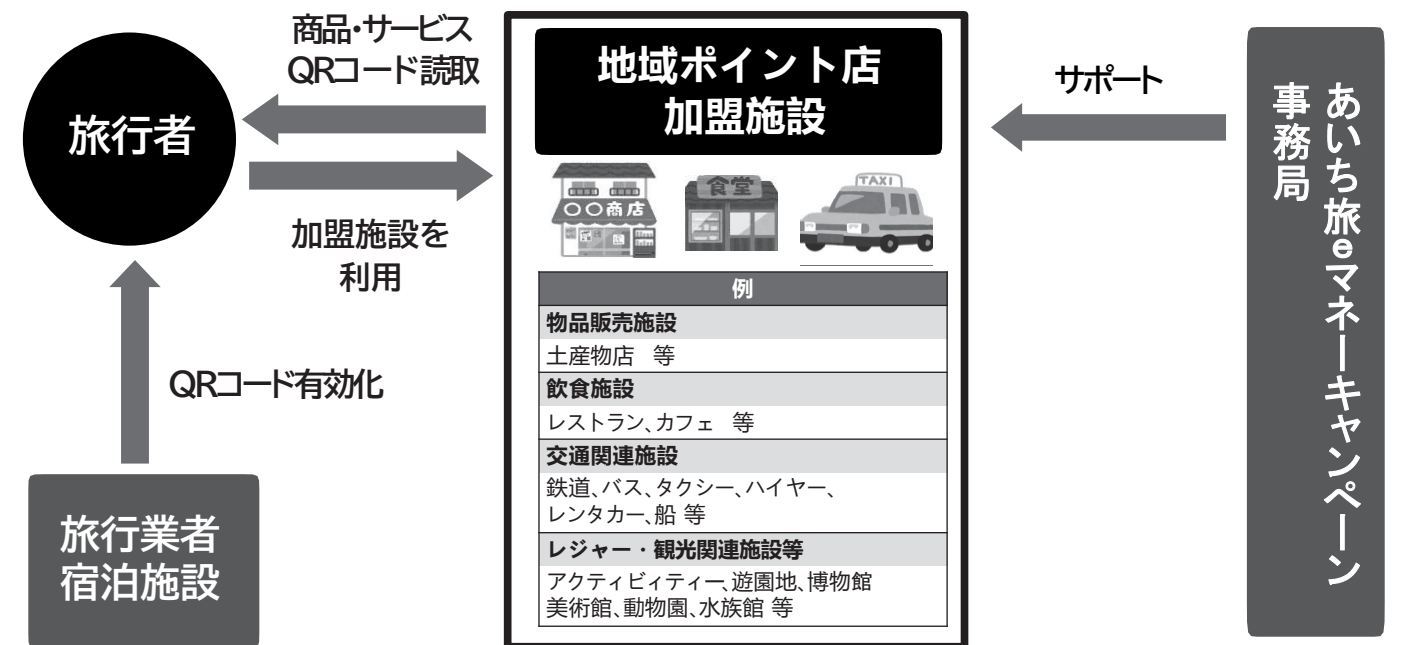 商品・サービス
QRコード読取
旅行者
加盟施設を
利用
QRコード有効化
旅行業者
宿泊施設
地域ポイント店
加盟施設
〇〇商店
食堂
TAXI
例
物品販売施設
土産物店 等
飲食施設
レストラン、カフェ 等
交通関連施設
鉄道、バス、タクシー、ハイヤー、
レンタカー、船 等
レジャー・観光関連施設等
アクティビィティー、遊園地、博物館
美術館、動物園、水族館 等
サポート
あいち旅eマネーキャンペーン
事務局